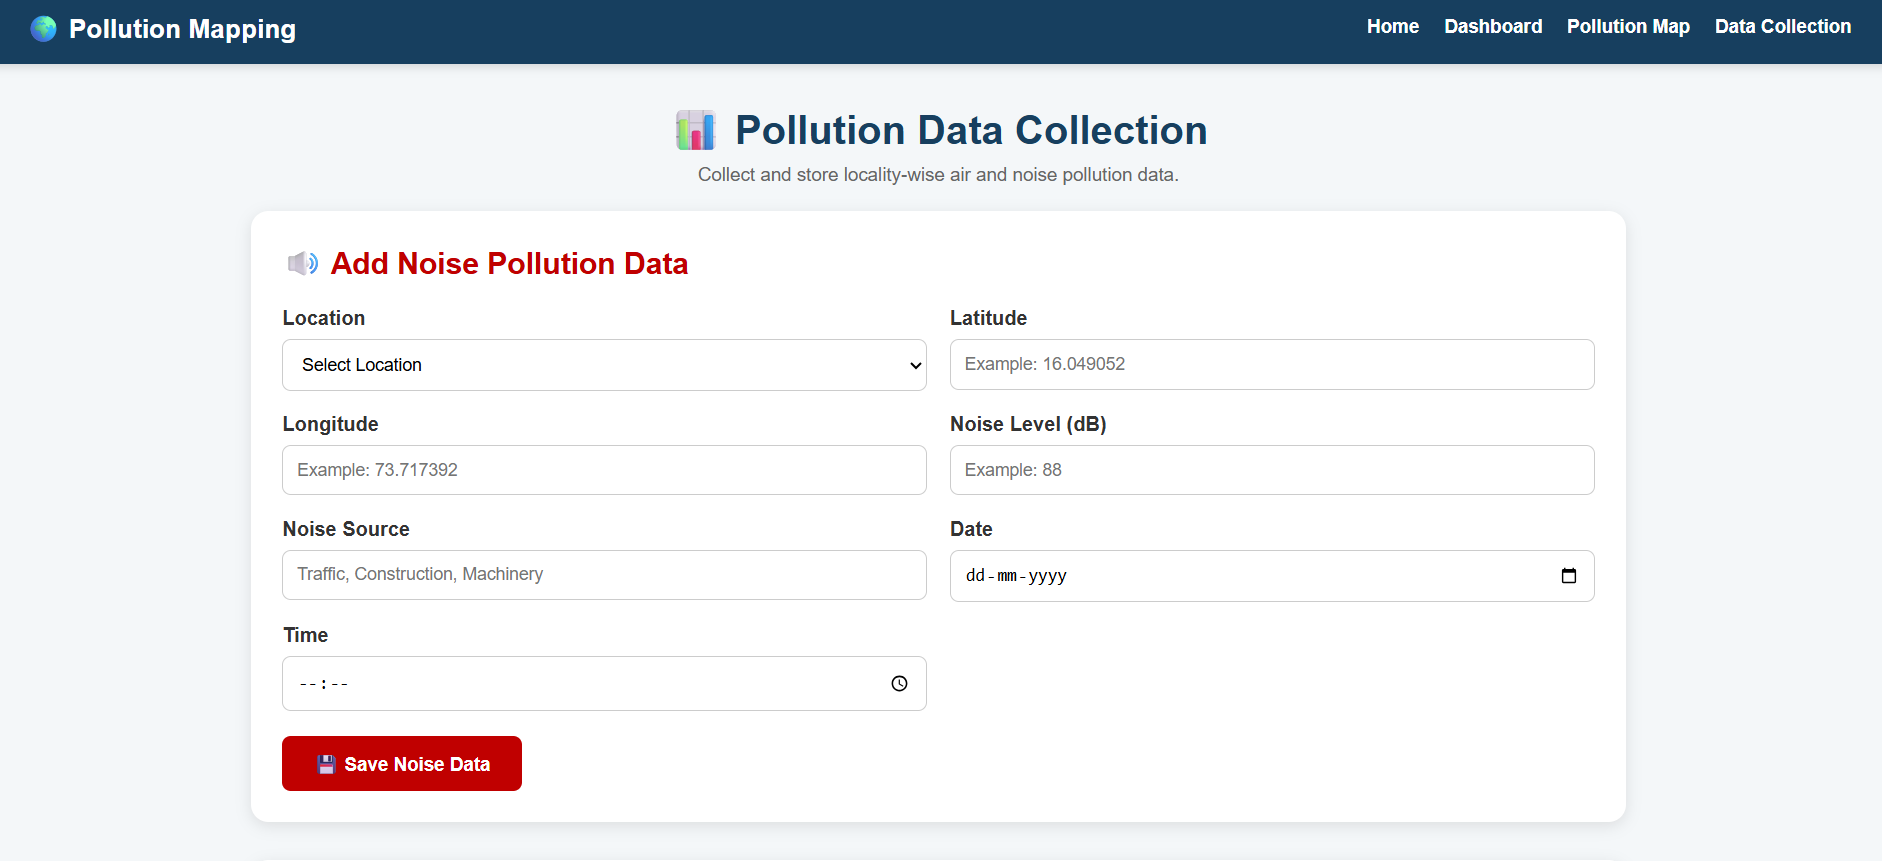 Pollution Mapping
Home Dashboard Pollution Map Data Collection
Pollution Data Collection
Collect and store locality-wise air and noise pollution data.
Add Noise Pollution Data
Location
Select Location
Latitude
Example: 16.049052
Longitude
Example: 73.717392
Noise Level (dB)
Example: 88
Noise Source
Traffic, Construction, Machinery
Date
dd-mm-yyyy
Time
--:--
Save Noise Data